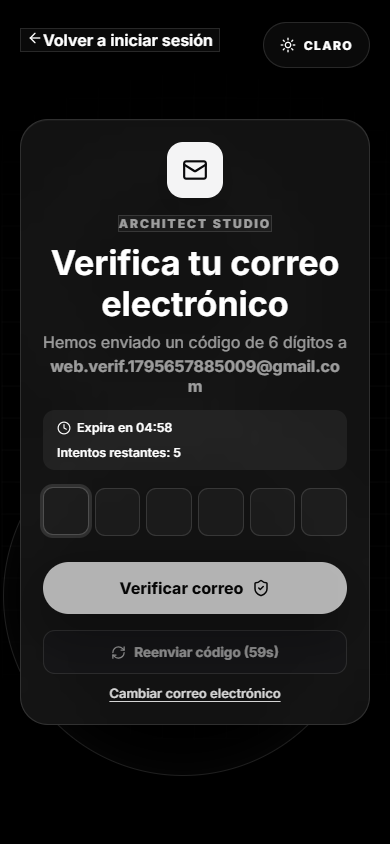 Volver a iniciar sesión
CLARO
ARCHITECT STUDIO
Verifica tu correo
electrónico
Hemos enviado un código de 6 dígitos a
web.verif.1795657885009@gmail.co
m
Expira en 04:58
Intentos restantes: 5
Verificar correo
Reenviar código (59s)
Cambiar correo electrónico